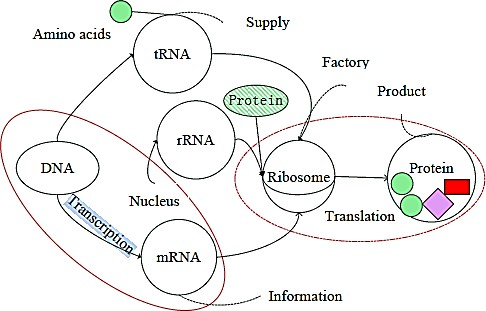 Amino acids
Supply
tRNA
Factory
Product
Protein
rRNA
DNA
Ribosome
Protein
Nucleus
Translation
Transcription
mRNA
Information